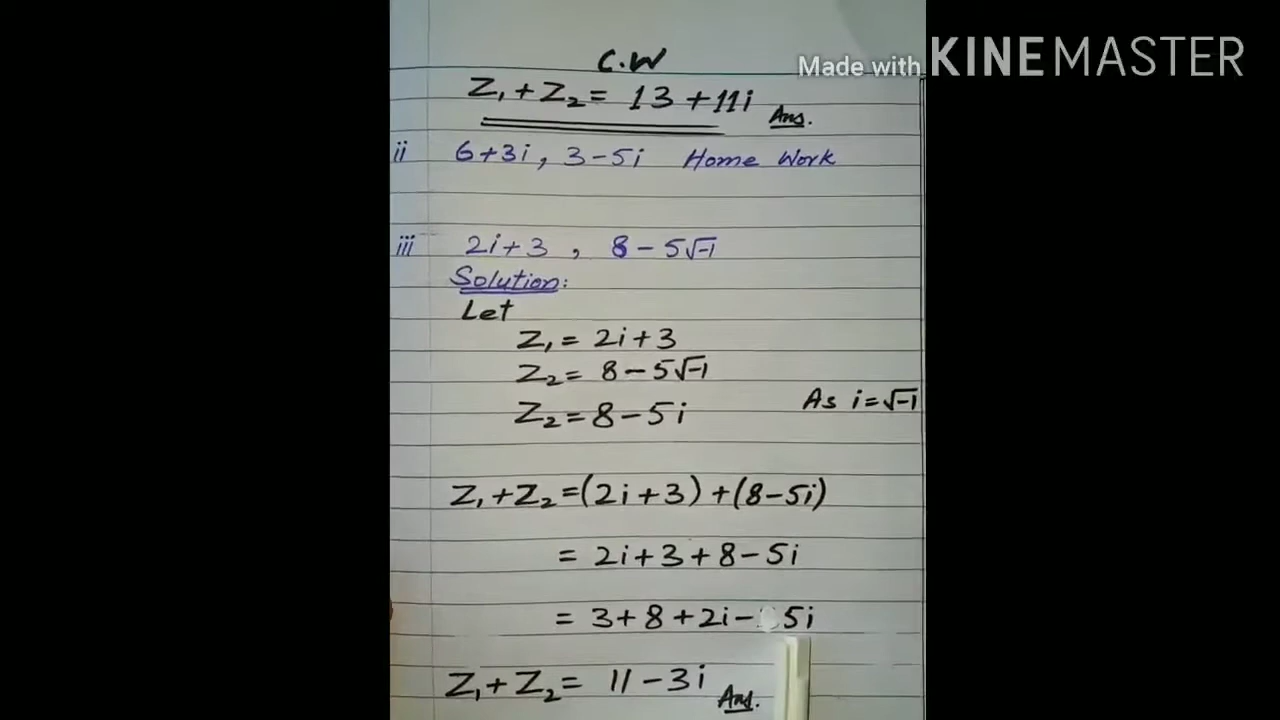 C.W
Made with KINEMASTER
Z₁ + Z₂ = 13 + 11i Ans.
ii 6+3i, 3-5i Home Work
iii 2i+3 , 8-5√-1
Solution:
Let
Z₁ = 2i+3
Z₂ = 8-5√-1
Z₂ = 8-5i As i=√-1
Z₁ + Z₂ = (2i+3) + (8-5i)
= 2i+3+8-5i
= 3+8+2i- 5i
Z₁ + Z₂ = 11-3i Ans.